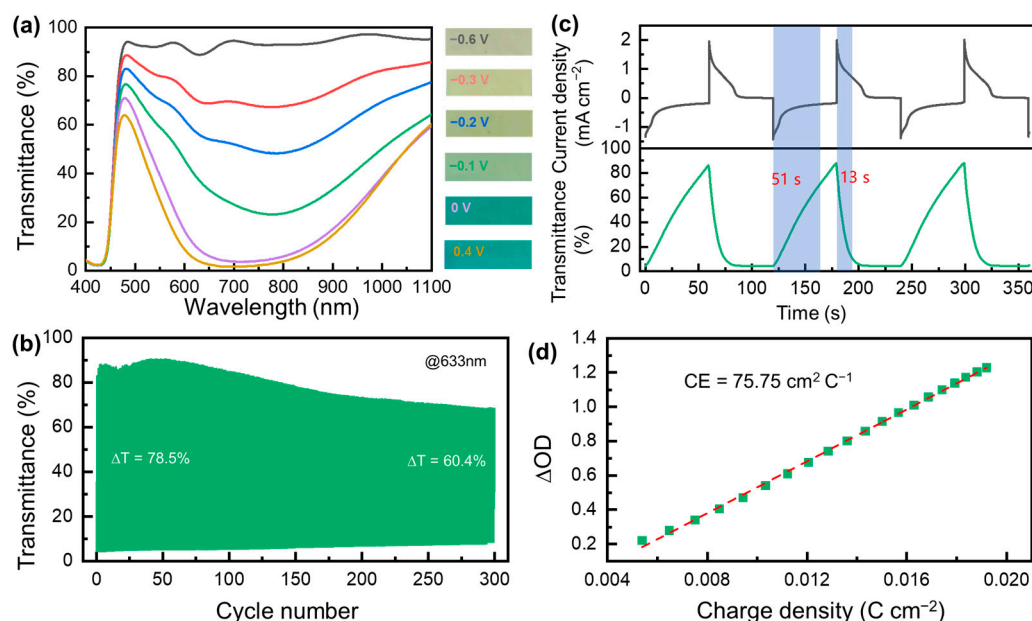 (a)
Transmittance (%)
100
80
60
40
20
0
400 500 600 700 800 900 1000 1100
Wavelength (nm)
−0.6 V
−0.3 V
−0.2 V
−0.1 V
0 V
0.4 V
(c)
Current density
(mA cm⁻²)
2
1
0
-1
Transmittance
(%)
100
80
60
40
20
0
51 s
13 s
0 50 100 150 200 250 300 350
Time (s)
(b)
Transmittance (%)
100
80
60
40
20
0
@633nm
ΔT = 78.5%
ΔT = 60.4%
0 50 100 150 200 250 300
Cycle number
(d)
ΔOD
1.4
1.2
1.0
0.8
0.6
0.4
0.2
CE = 75.75 cm² C⁻¹
0.004 0.008 0.012 0.016 0.020
Charge density (C cm⁻²)